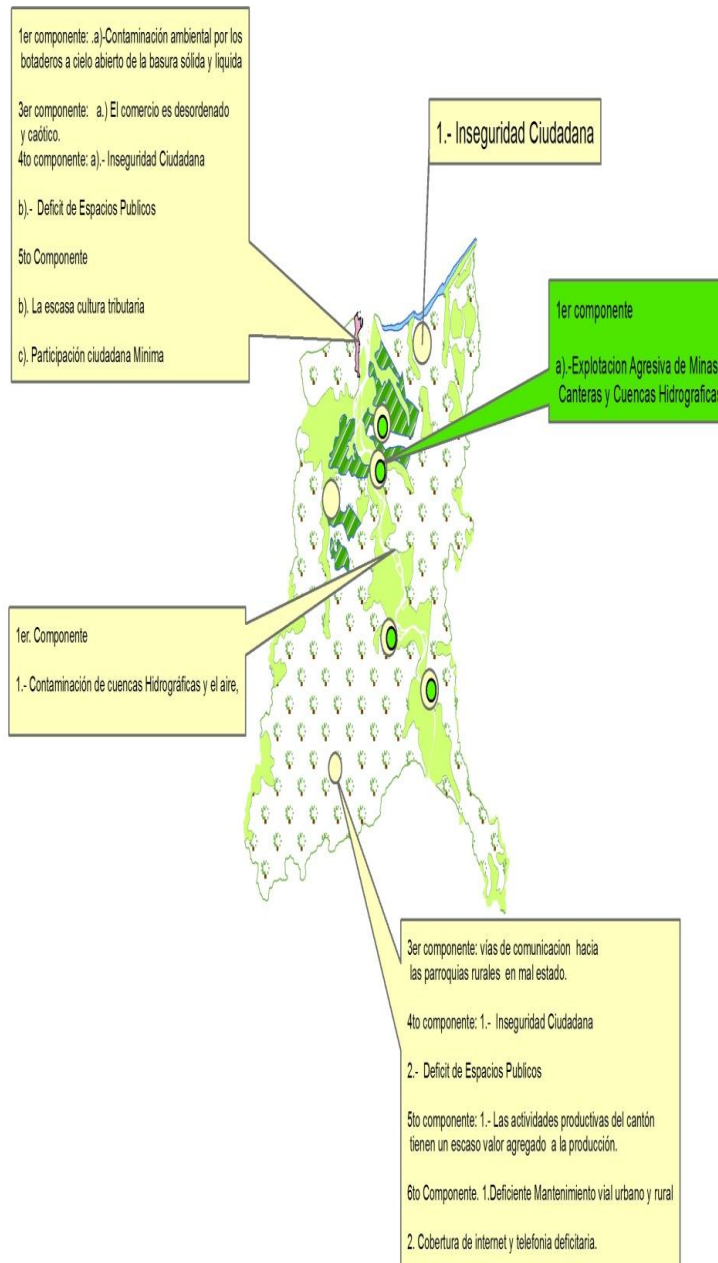 1er componente: .a)-Contaminación ambiental por los
botaderos a cielo abierto de la basura sólida y liquida
3er componente: a.) El comercio es desordenado
y caótico.
4to componente: a).- Inseguridad Ciudadana
b).- Deficit de Espacios Publicos
5to Componente
b). La escasa cultura tributaria
c). Participación ciudadana Minima
1.- Inseguridad Ciudadana
1er componente
a).-Explotacion Agresiva de Minas
Canteras y Cuencas Hidrograficas
1er. Componente
1.- Contaminación de cuencas Hidrográficas y el aire,
3er componente: vías de comunicacion hacia
las parroquias rurales en mal estado.
4to componente: 1.- Inseguridad Ciudadana
2.- Deficit de Espacios Publicos
5to componente: 1.- Las actividades productivas del cantón
tienen un escaso valor agregado a la producción.
6to Componente. 1.Deficiente Mantenimiento vial urbano y rural
2. Cobertura de internet y telefonia deficitaria.